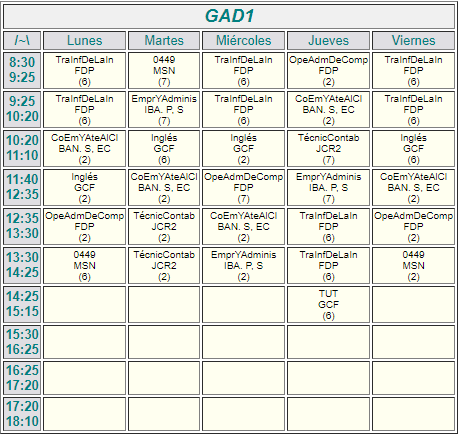 GAD1
/~\ Lunes Martes Miércoles Jueves Viernes
8:30 TraInfDeLaIn 0449 TraInfDeLaIn OpeAdmDeComp TraInfDeLaIn
9:25 FDP MSN FDP FDP FDP
(6) (7) (6) (2) (6)
9:25 TraInfDeLaIn EmprYAdminis TraInfDeLaIn CoEmYAteAlCl TraInfDeLaIn
10:20 FDP IBA. P, S FDP BAN. S, EC FDP
(6) (7) (6) (2) (6)
10:20 CoEmYAteAlCl Inglés Inglés TécnicContab Inglés
11:10 BAN. S, EC GCF GCF JCR2 GCF
(2) (6) (2) (7) (6)
11:40 Inglés CoEmYAteAlCl OpeAdmDeComp EmprYAdminis CoEmYAteAlCl
12:35 GCF BAN. S, EC FDP IBA. P, S BAN. S, EC
(2) (2) (7) (7) (2)
12:35 OpeAdmDeComp TécnicContab CoEmYAteAlCl TraInfDeLaIn OpeAdmDeComp
13:30 FDP JCR2 BAN. S, EC FDP FDP
(2) (2) (2) (6) (2)
13:30 0449 TécnicContab EmprYAdminis TraInfDeLaIn 0449
14:25 MSN JCR2 IBA. P, S FDP MSN
(6) (2) (2) (6) (2)
14:25 TUT
15:15 GCF
(6)
15:30
16:25
16:25
17:20
17:20
18:10